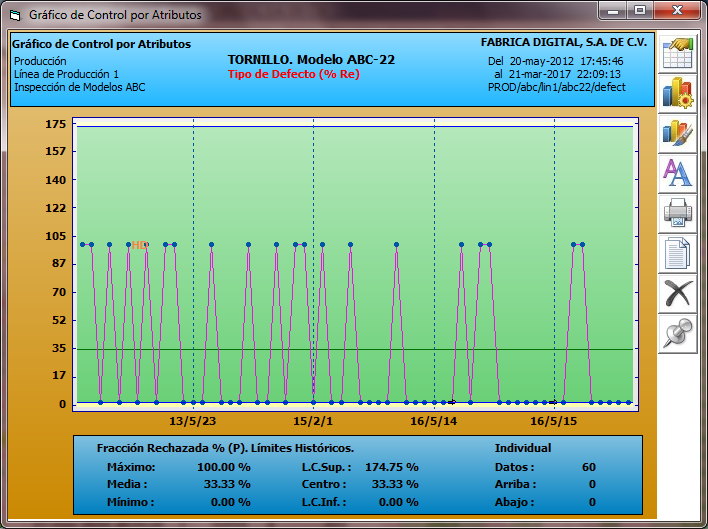 Gráfico de Control por Atributos
Gráfico de Control por Atributos
Producción
Línea de Producción 1
Inspección de Modelos ABC
TORNILLO. Modelo ABC-22
Tipo de Defecto (% Re)
FABRICA DIGITAL, S.A. DE C.V.
Del 20-may-2012 17:45:46
al 21-mar-2017 22:09:13
PROD/abc/lin1/abc22/defect
175
157
140
122
105
87
70
52
35
17
0
13/5/23 15/2/1 16/5/14 16/5/15
Fracción Rechazada % (P). Límites Históricos. Individual
Máximo: 100.00 % L.C.Sup.: 174.75 % Datos : 60
Media : 33.33 % Centro : 33.33 % Arriba : 0
Mínimo : 0.00 % L.C.Inf. : 0.00 % Abajo : 0